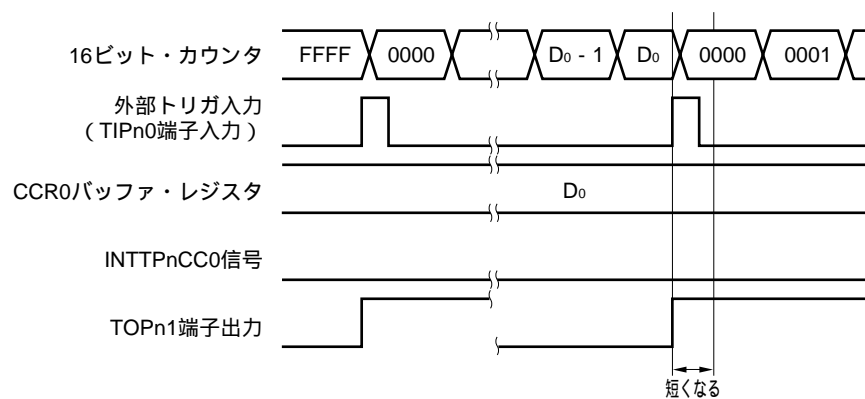 16ビット・カウンタ FFFF 0000 D0 - 1 D0 0000 0001
外部トリガ入力
(TIPn0端子入力)
CCR0バッファ・レジスタ D0
INTTPnCC0信号
TOPn1端子出力
短くなる